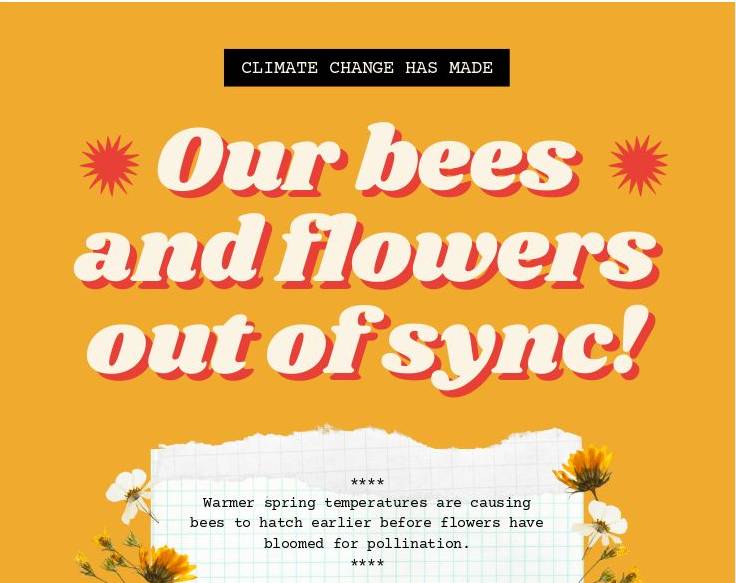 CLIMATE CHANGE HAS MADE
Our bees
and flowers
out of sync!
****
Warmer spring temperatures are causing
bees to hatch earlier before flowers have
bloomed for pollination.
****